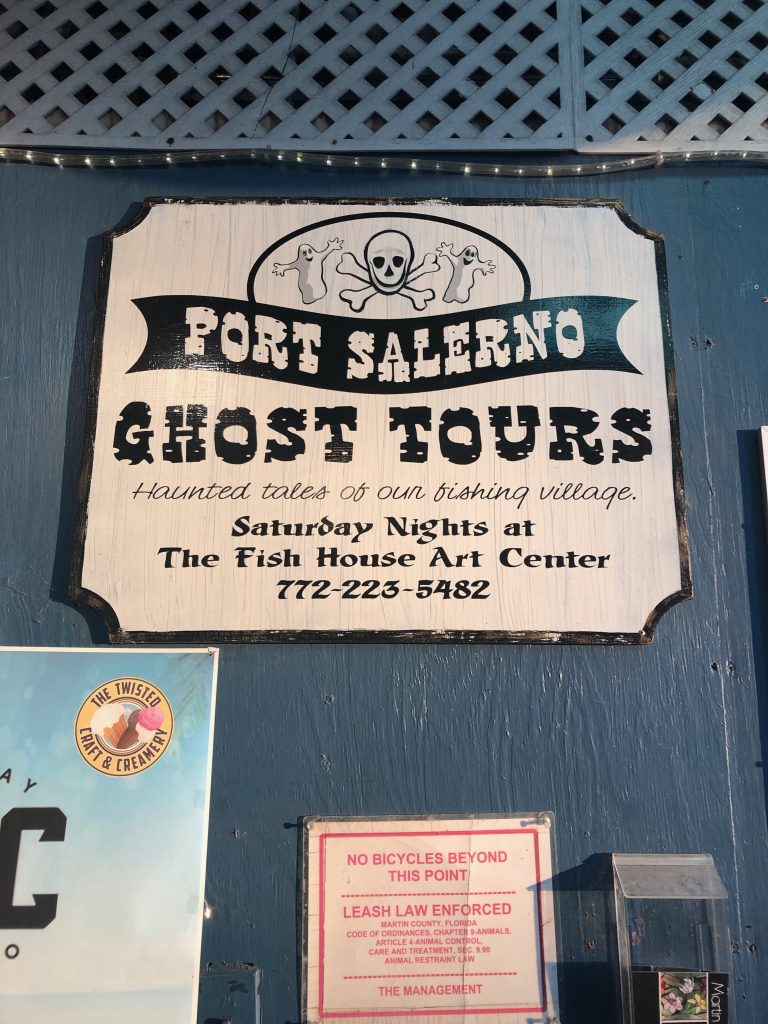 PORT SALERNO
GHOST TOURS
Haunted tales of our fishing village.
Saturday Nights at
The Fish House Art Center
772-223-5482
THE TWISTED
CRAFT & CREAMERY
AY
C
O
NO BICYCLES BEYOND
THIS POINT
LEASH LAW ENFORCED
MARTIN COUNTY, FLORIDA
CODE OF ORDINANCES, CHAPTER 9-ANIMALS,
ARTICLE 4-ANIMAL CONTROL,
CARE AND TREATMENT, SEC. 9.90
ANIMAL RESTRAINT LAW
THE MANAGEMENT
Martin